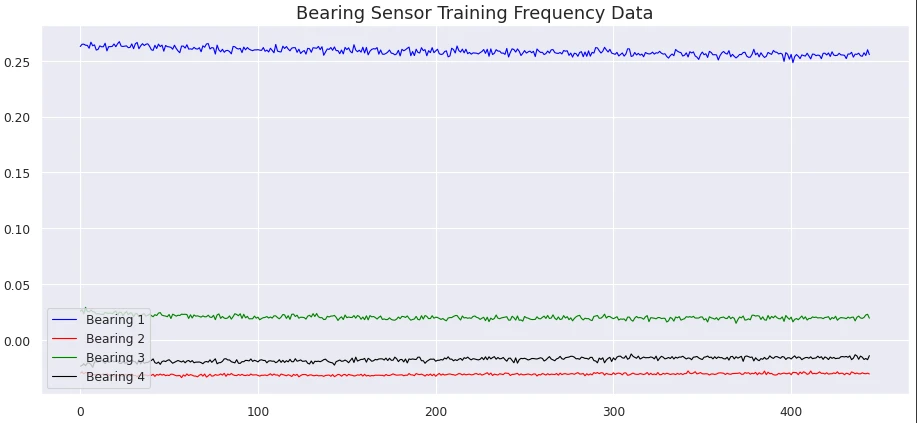 Bearing Sensor Training Frequency Data
0.25
0.20
0.15
0.10
0.05
0.00
Bearing 1
Bearing 2
Bearing 3
Bearing 4
0 100 200 300 400